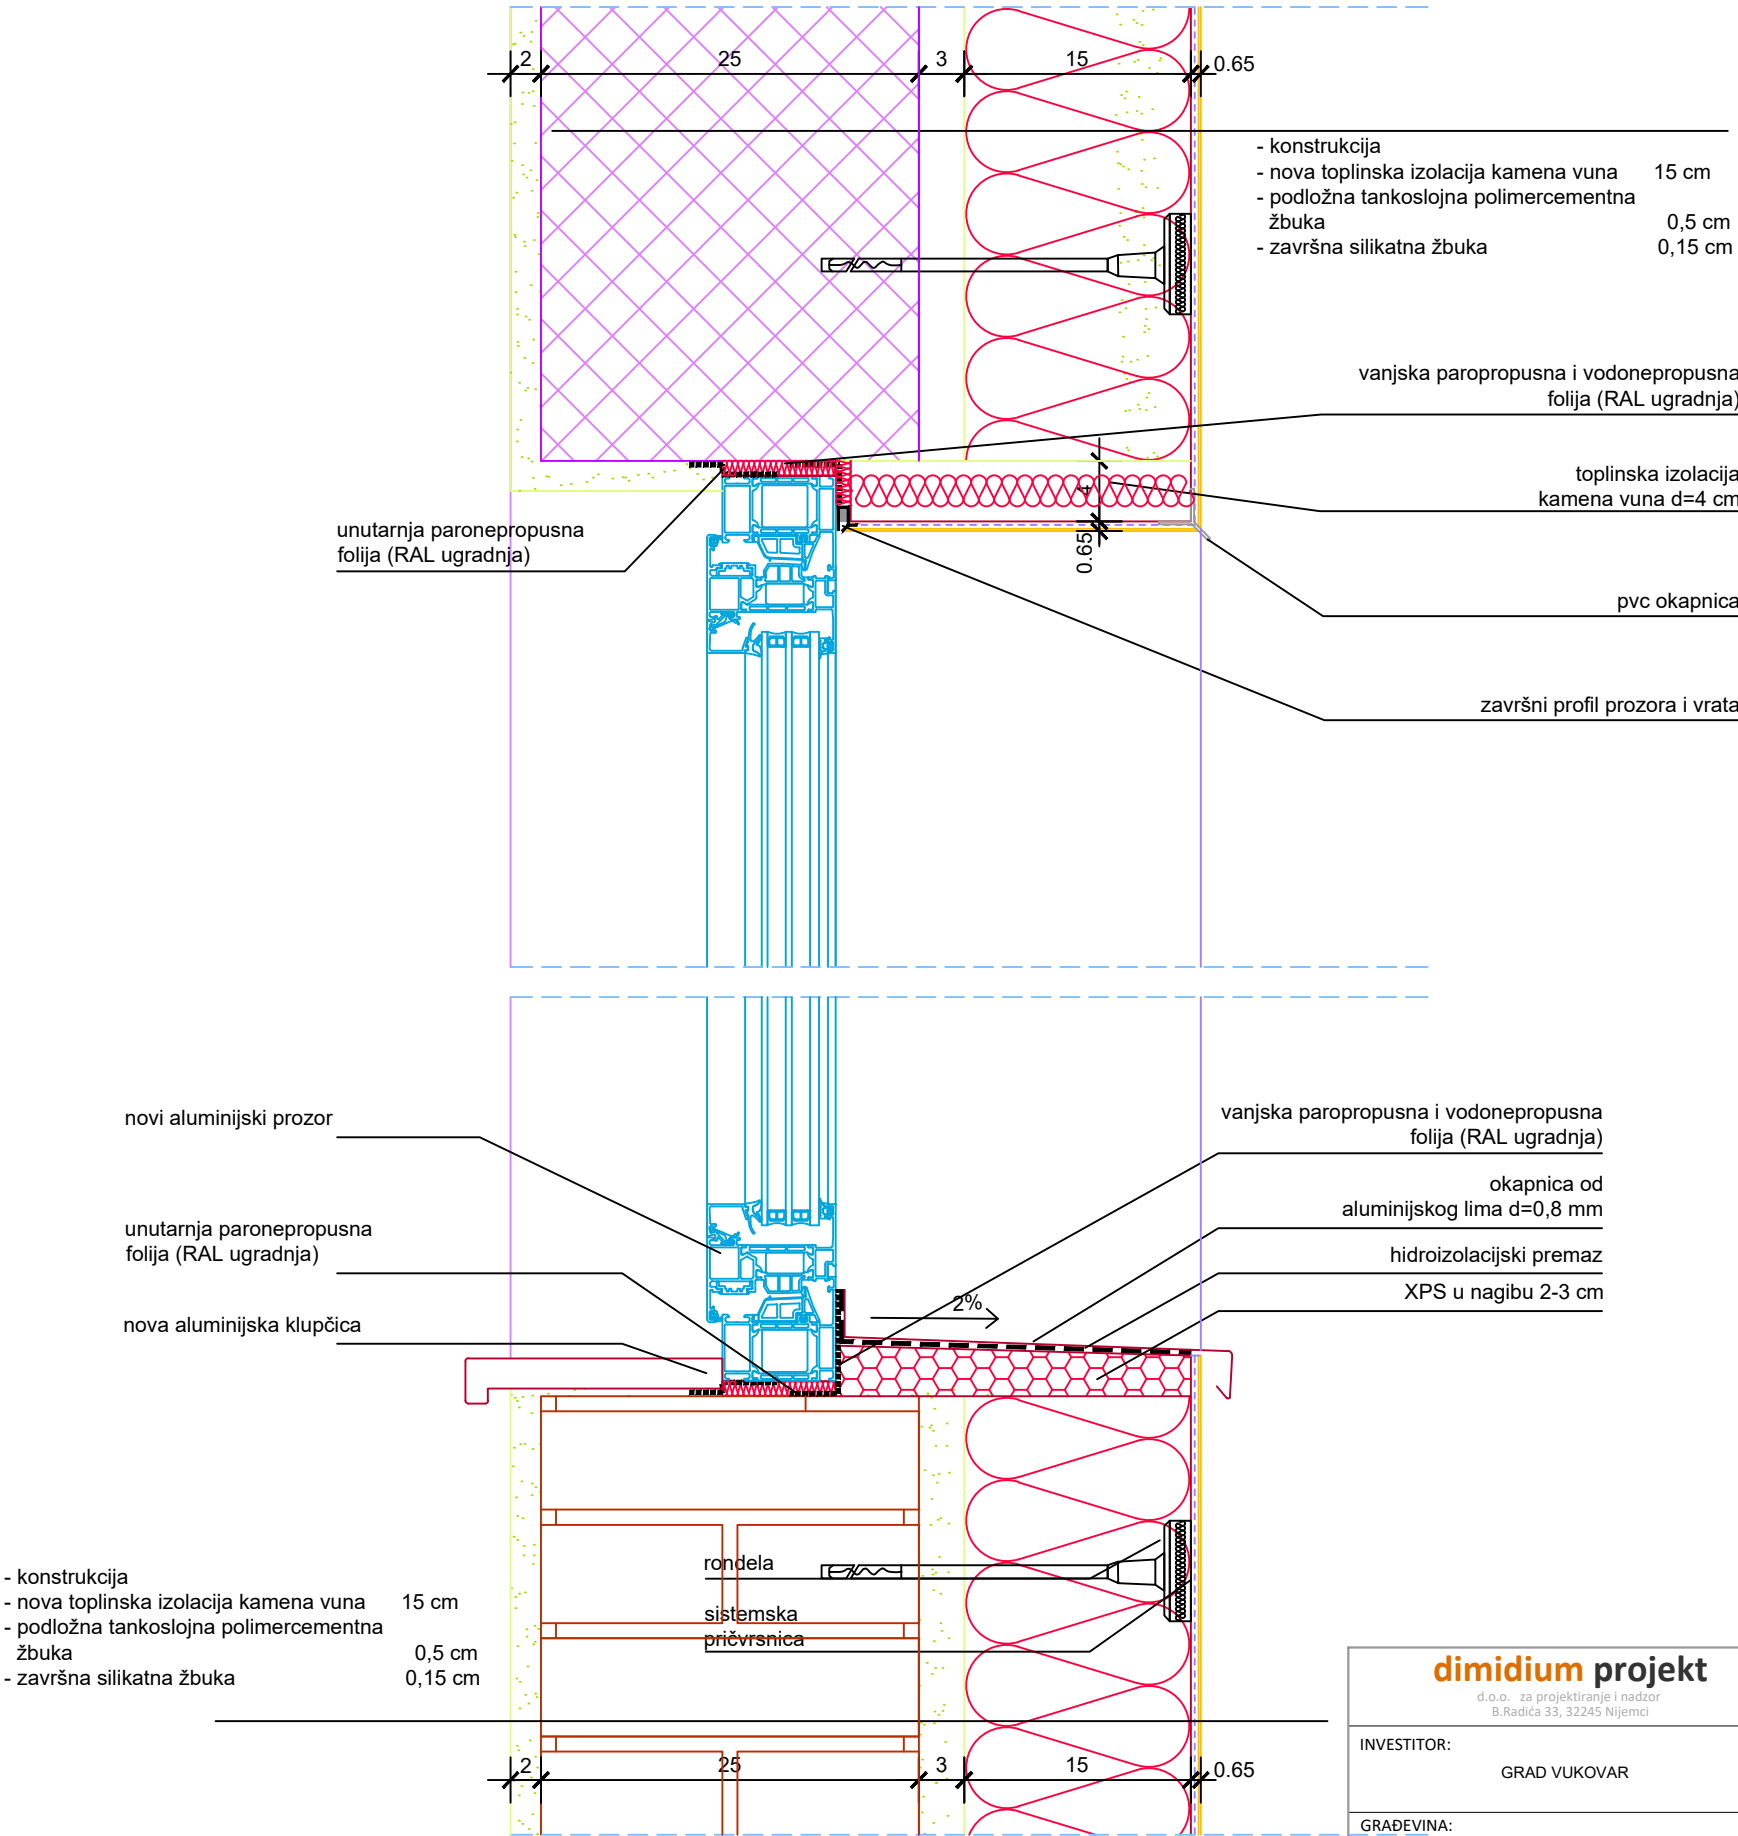 2 25 3 15 0.65
- konstrukcija
- nova toplinska izolacija kamena vuna 15 cm
- podložna tankoslojna polimercementna
žbuka 0,5 cm
- završna silikatna žbuka 0,15 cm
vanjska paropropusna i vodonepropusna
folija (RAL ugradnja)
toplinska izolacija
kamena vuna d=4 cm
4
unutarnja paronepropusna
folija (RAL ugradnja)
0.65
pvc okapnica
završni profil prozora i vrata
novi aluminijski prozor
vanjska paropropusna i vodonepropusna
folija (RAL ugradnja)
okapnica od
aluminijskog lima d=0,8 mm
unutarnja paronepropusna
folija (RAL ugradnja)
hidroizolacijski premaz
XPS u nagibu 2-3 cm
2%
nova aluminijska klupčica
rondela
sistemska
pričvrsnica
- konstrukcija
- nova toplinska izolacija kamena vuna 15 cm
- podložna tankoslojna polimercementna
žbuka 0,5 cm
- završna silikatna žbuka 0,15 cm
2 25 3 15 0.65
dimidium projekt
d.o.o. za projektiranje i nadzor
B.Radića 33, 32245 Nijemci
INVESTITOR:
GRAD VUKOVAR
GRAĐEVINA: